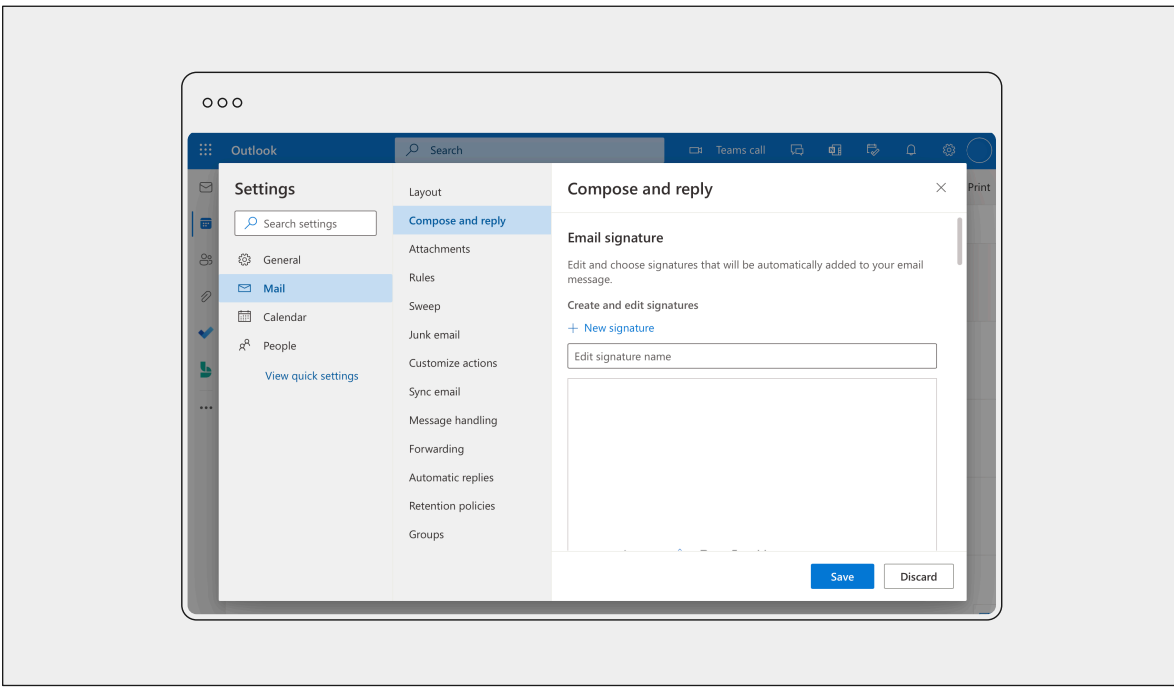 Outlook
Search
Teams call
Print
Settings
Search settings
General
Mail
Calendar
People
View quick settings
Layout
Compose and reply
Attachments
Rules
Sweep
Junk email
Customize actions
Sync email
Message handling
Forwarding
Automatic replies
Retention policies
Groups
Compose and reply
Email signature
Edit and choose signatures that will be automatically added to your email
message.
Create and edit signatures
New signature
Edit signature name
Save
Discard